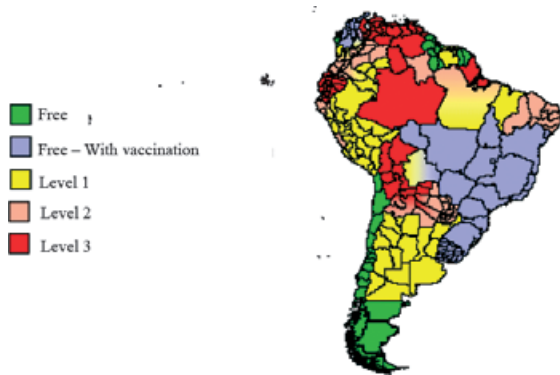 Free
Free – With vaccination
Level 1
Level 2
Level 3